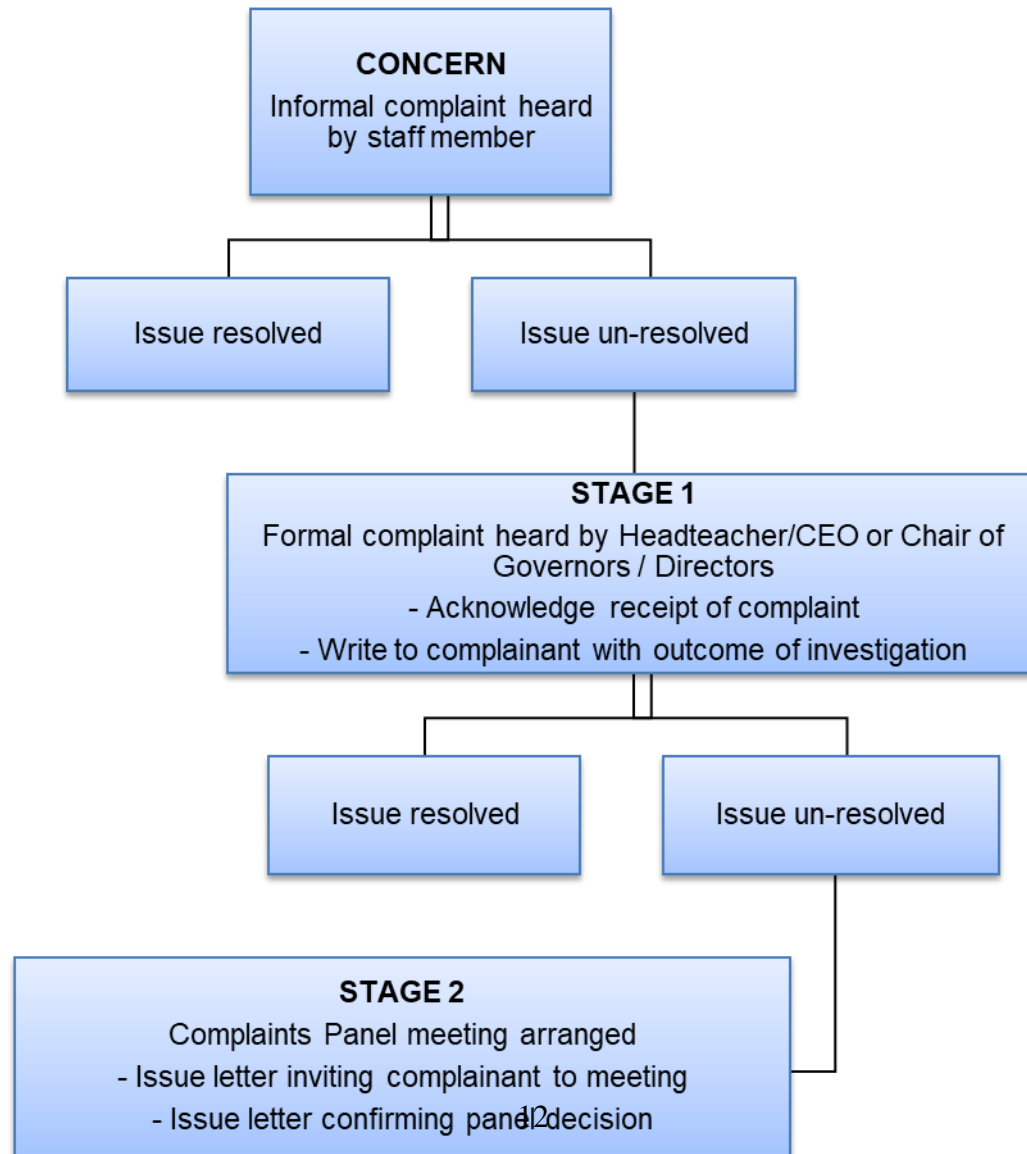 CONCERN
Informal complaint heard
by staff member
Issue resolved
Issue un-resolved
STAGE 1
Formal complaint heard by Headteacher/CEO or Chair of
Governors / Directors
- Acknowledge receipt of complaint
- Write to complainant with outcome of investigation
Issue resolved
Issue un-resolved
STAGE 2
Complaints Panel meeting arranged
- Issue letter inviting complainant to meeting
- Issue letter confirming panel decision
12